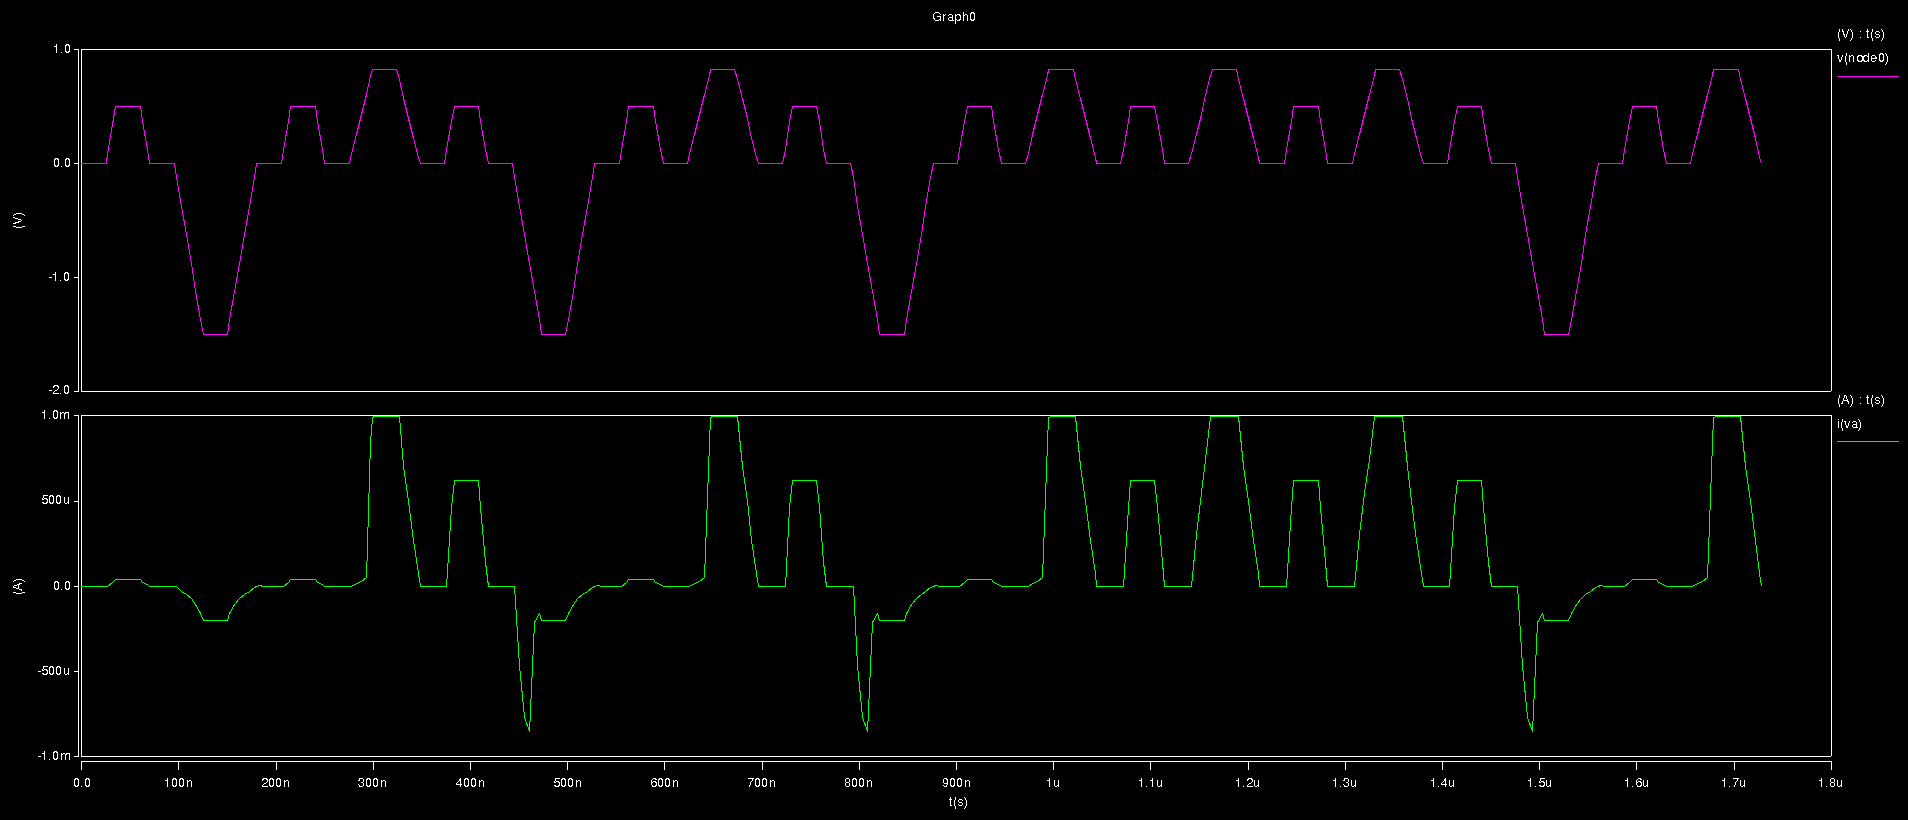 Graph0
(V) : t(s)
v(node0)
1.0
0.0
-1.0
-2.0
(V)
(A) : t(s)
i(va)
1.0m
500u
0.0
-500u
-1.0m
(A)
0.0 100n 200n 300n 400n 500n 600n 700n 800n 900n 1u 1.1u 1.2u 1.3u 1.4u 1.5u 1.6u 1.7u 1.8u
t(s)